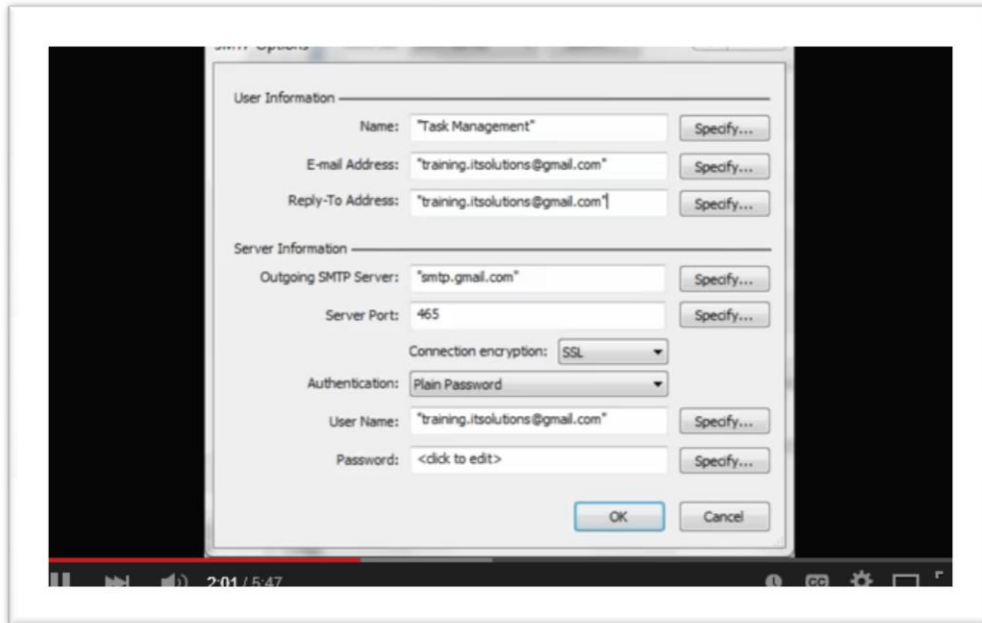 SMTP Options
User Information
Name: "Task Management" Specify...
E-mail Address: "training.itsolutions@gmail.com" Specify...
Reply-To Address: "training.itsolutions@gmail.com" Specify...
Server Information
Outgoing SMTP Server: "smtp.gmail.com" Specify...
Server Port: 465 Specify...
Connection encryption: SSL
Authentication: Plain Password
User Name: "training.itsolutions@gmail.com" Specify...
Password: <click to edit> Specify...
OK Cancel
2:01 / 5:47 CC